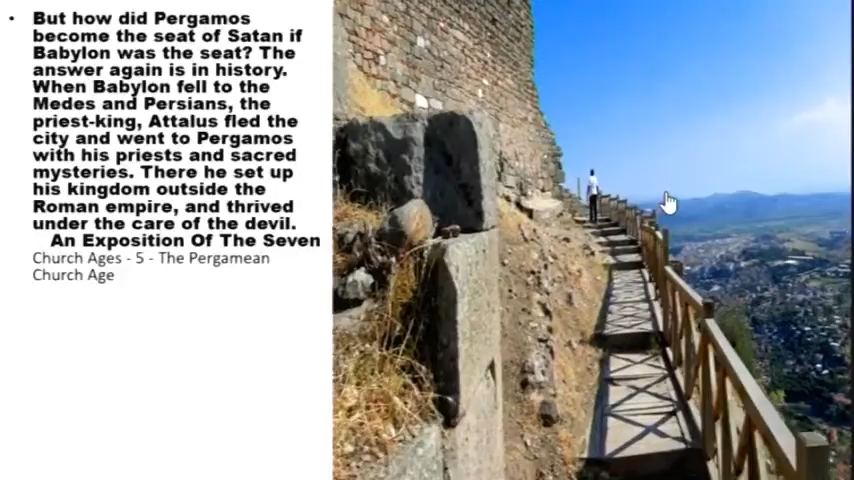 • But how did Pergamos
become the seat of Satan if
Babylon was the seat? The
answer again is in history.
When Babylon fell to the
Medes and Persians, the
priest-king, Attalus fled the
city and went to Pergamos
with his priests and sacred
mysteries. There he set up
his kingdom outside the
Roman empire, and thrived
under the care of the devil.
An Exposition Of The Seven
Church Ages - 5 - The Pergamean
Church Age